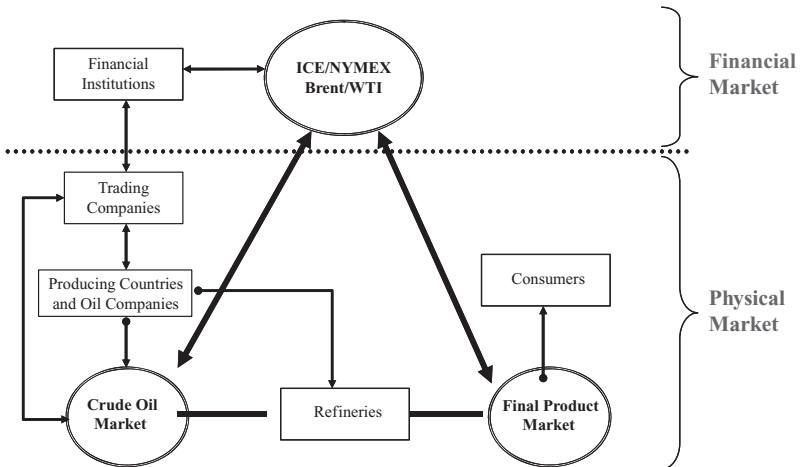 Financial
Institutions
ICE/NYMEX
Brent/WTI
Financial
Market
Trading
Companies
Producing Countries
and Oil Companies
Consumers
Physical
Market
Crude Oil
Market
Refineries
Final Product
Market